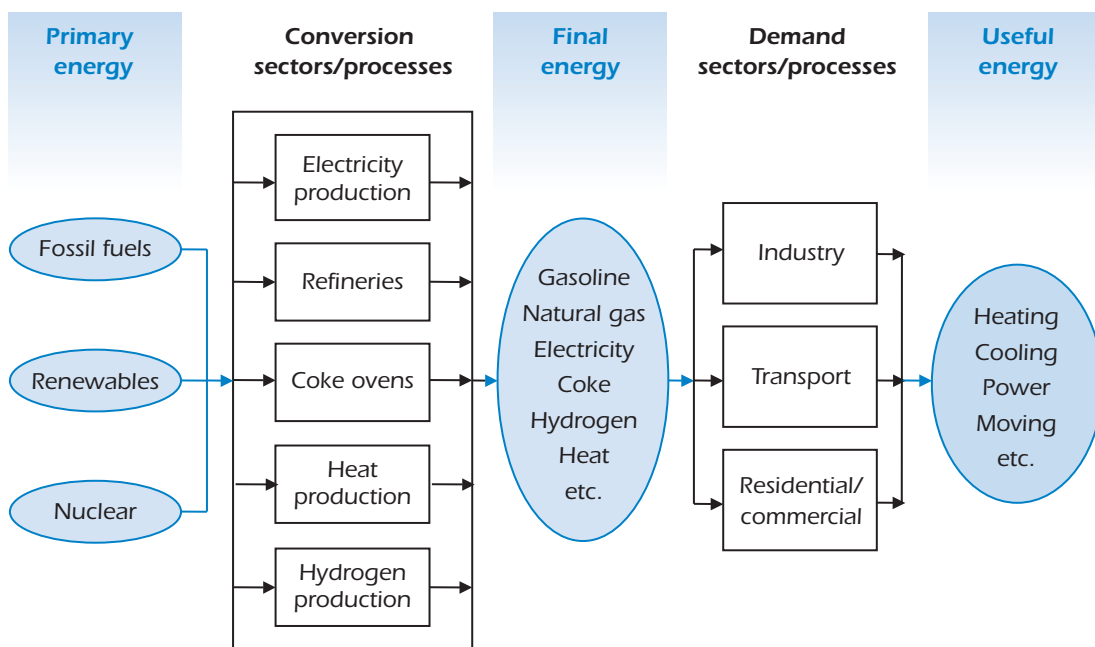 Primary
energy
Conversion
sectors/processes
Final
energy
Demand
sectors/processes
Useful
energy
Fossil fuels
Renewables
Nuclear
Electricity
production
Refineries
Coke ovens
Heat
production
Hydrogen
production
Gasoline
Natural gas
Electricity
Coke
Hydrogen
Heat
etc.
Industry
Transport
Residential/
commercial
Heating
Cooling
Power
Moving
etc.